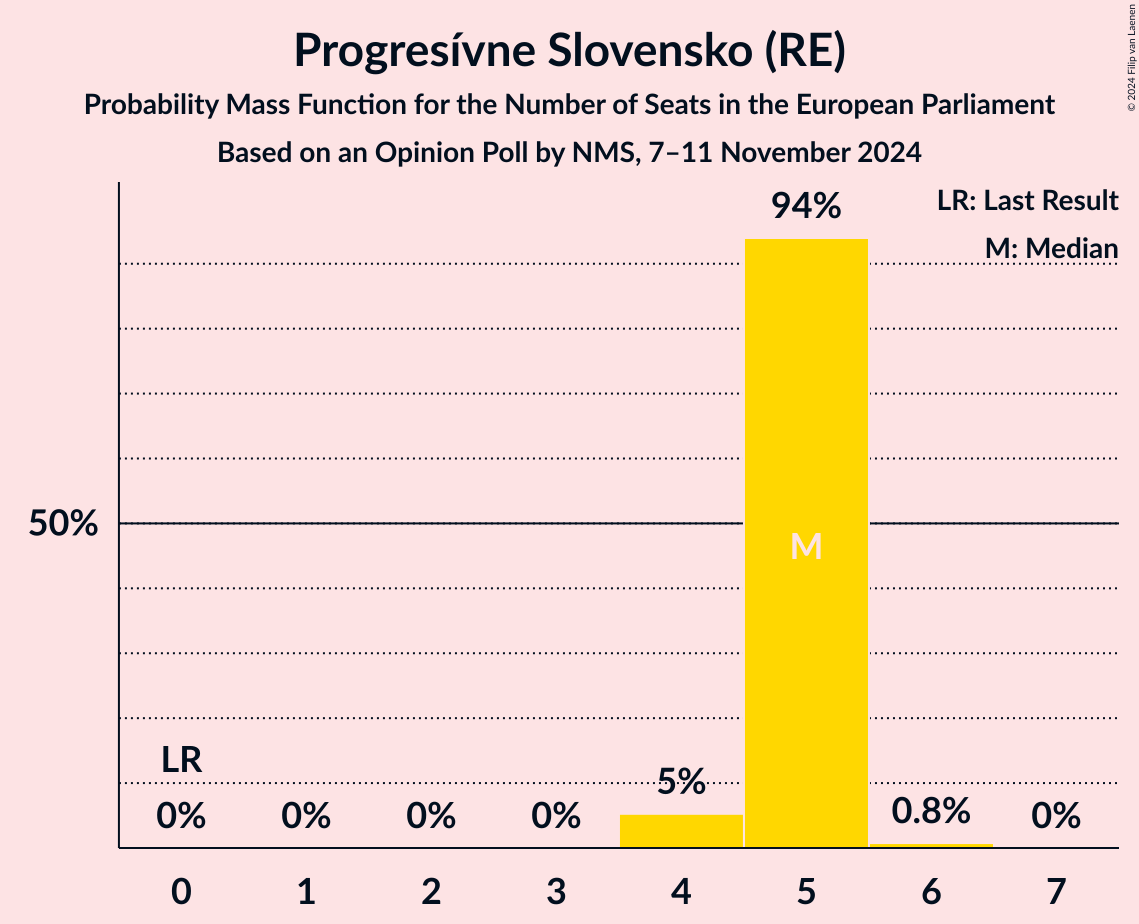 Progresívne Slovensko (RE)
Probability Mass Function for the Number of Seats in the European Parliament
Based on an Opinion Poll by NMS, 7–11 November 2024
© 2024 Filip van Laenen
LR: Last Result
M: Median
94%
50%
M
LR
0% 0% 0% 0% 5% 0.8% 0%
0 1 2 3 4 5 6 7